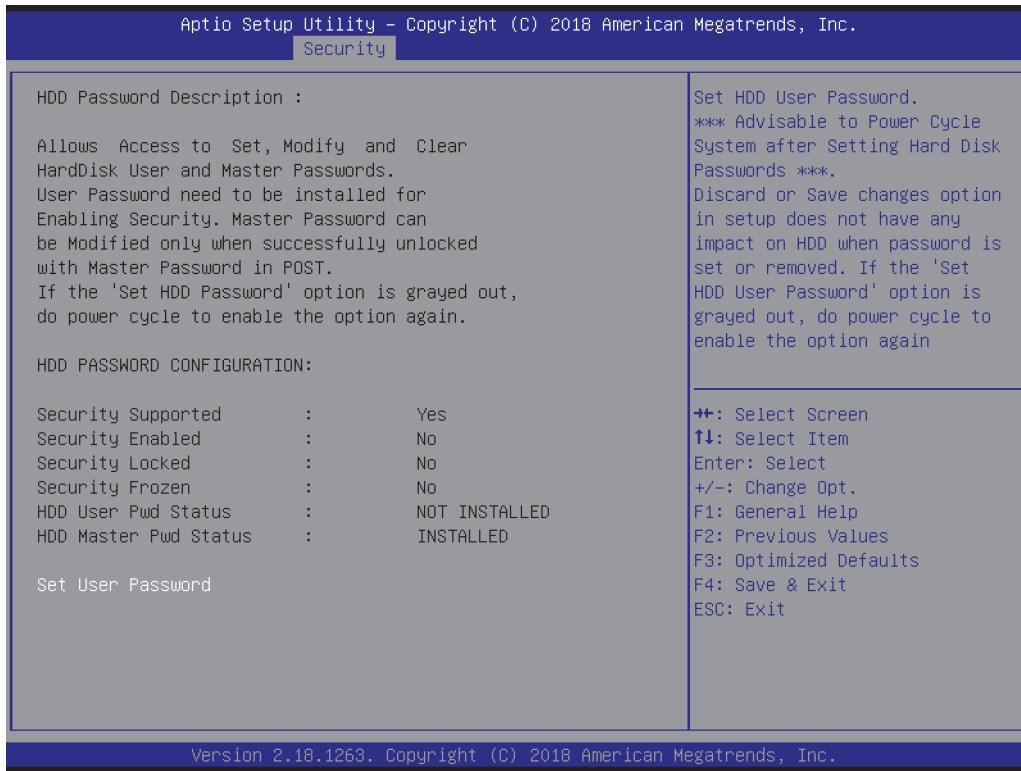 Aptio Setup Utility – Copyright (C) 2018 American Megatrends, Inc.
Security
HDD Password Description :
Allows Access to Set, Modify and Clear
HardDisk User and Master Passwords.
User Password need to be installed for
Enabling Security. Master Password can
be Modified only when successfully unlocked
with Master Password in POST.
If the 'Set HDD Password' option is grayed out,
do power cycle to enable the option again.
HDD PASSWORD CONFIGURATION:
Security Supported : Yes
Security Enabled : No
Security Locked : No
Security Frozen : No
HDD User Pwd Status : NOT INSTALLED
HDD Master Pwd Status : INSTALLED
Set User Password
Set HDD User Password.
*** Advisable to Power Cycle
System after Setting Hard Disk
Passwords ***.
Discard or Save changes option
in setup does not have any
impact on HDD when password is
set or removed. If the 'Set
HDD User Password' option is
grayed out, do power cycle to
enable the option again
→←: Select Screen
↑↓: Select Item
Enter: Select
+/-: Change Opt.
F1: General Help
F2: Previous Values
F3: Optimized Defaults
F4: Save & Exit
ESC: Exit
Version 2.18.1263. Copyright (C) 2018 American Megatrends, Inc.